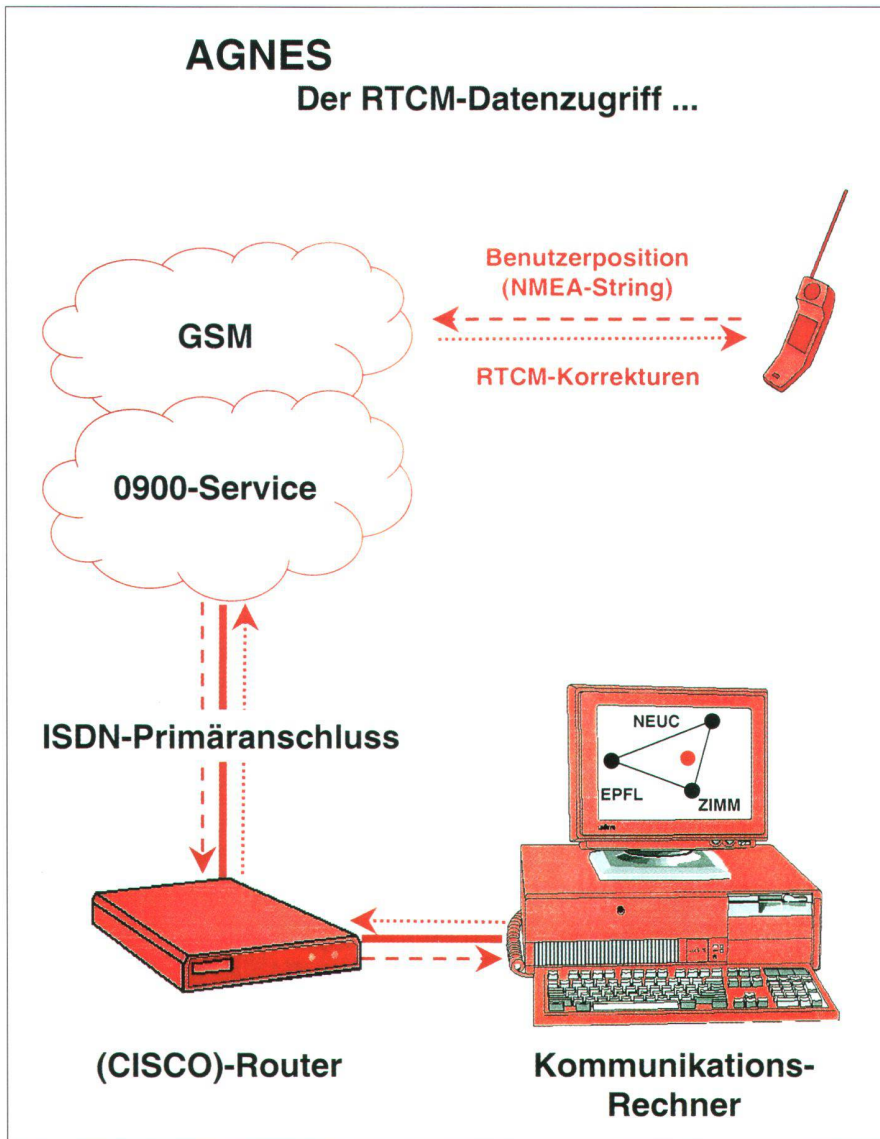 AGNES
Der RTCM-Datenzugriff ...
Benutzerposition
(NMEA-String)
GSM
RTCM-Korrekturen
0900-Service
ISDN-Primäranschluss
NEUC
EPFL
ZIMM
(CISCO)-Router
Kommunikations-
Rechner